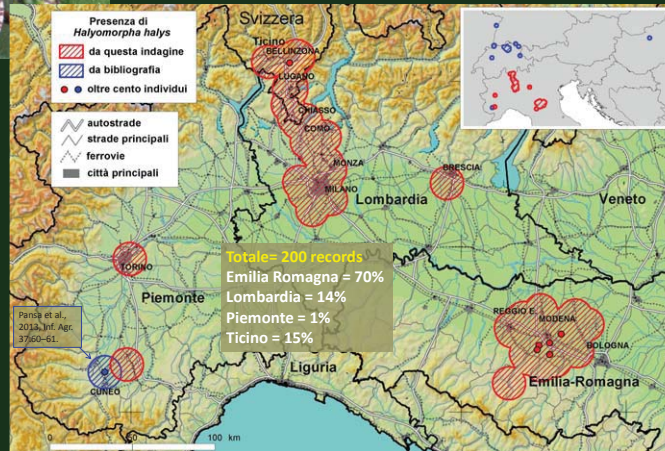 Presenza di
Halyomorpha halys
da questa indagine
da bibliografia
oltre cento individui
autostrade
strade principali
ferrovie
città principali
Svizzera
Ticino
BELLINZONA
LUGANO
CHIASSO
COMO
MONZA
MILANO
BRESCIA
Lombardia
Veneto
TORINO
Piemonte
Totale= 200 records
Emilia Romagna = 70%
Lombardia = 14%
Piemonte = 1%
Ticino = 15%
Pansa et al.,
2013, Inf. Agr.
37:60–61.
CUNEO
Liguria
REGGIO E.
MODENA
BOLOGNA
Emilia-Romagna
0 50 100 km